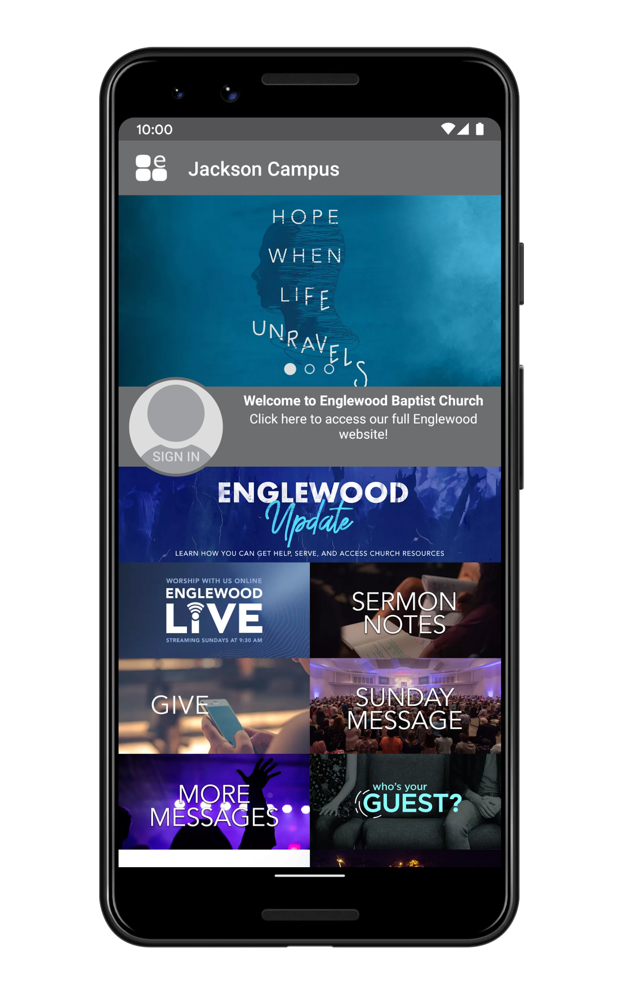 10:00
e
Jackson Campus
HOPE
WHEN
LIFE
UNRAVELS
Welcome to Englewood Baptist Church
Click here to access our full Englewood
website!
SIGN IN
ENGLEWOOD
Update
LEARN HOW YOU CAN GET HELP, SERVE, AND ACCESS CHURCH RESOURCES
WORSHIP WITH US ONLINE
ENGLEWOOD
LiVE
STREAMING SUNDAYS AT 9:30 AM
SERMON
NOTES
GIVE
SUNDAY
MESSAGE
MORE
MESSAGES
who's your
GUEST?